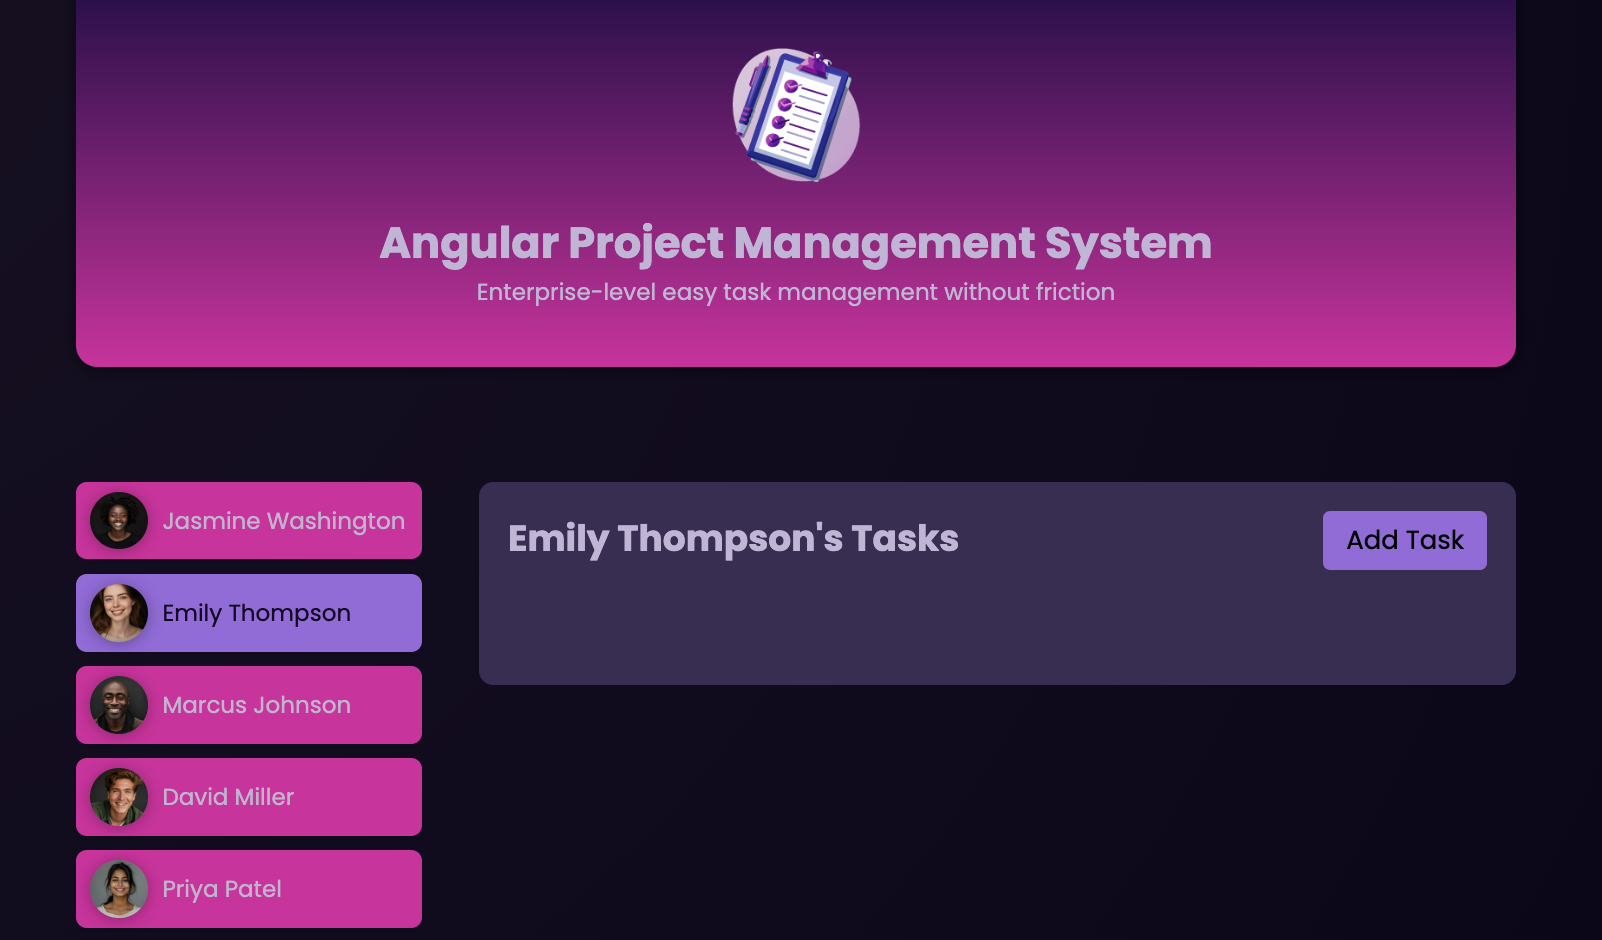 Angular Project Management System
Enterprise-level easy task management without friction
Jasmine Washington
Emily Thompson
Marcus Johnson
David Miller
Priya Patel
Emily Thompson's Tasks
Add Task